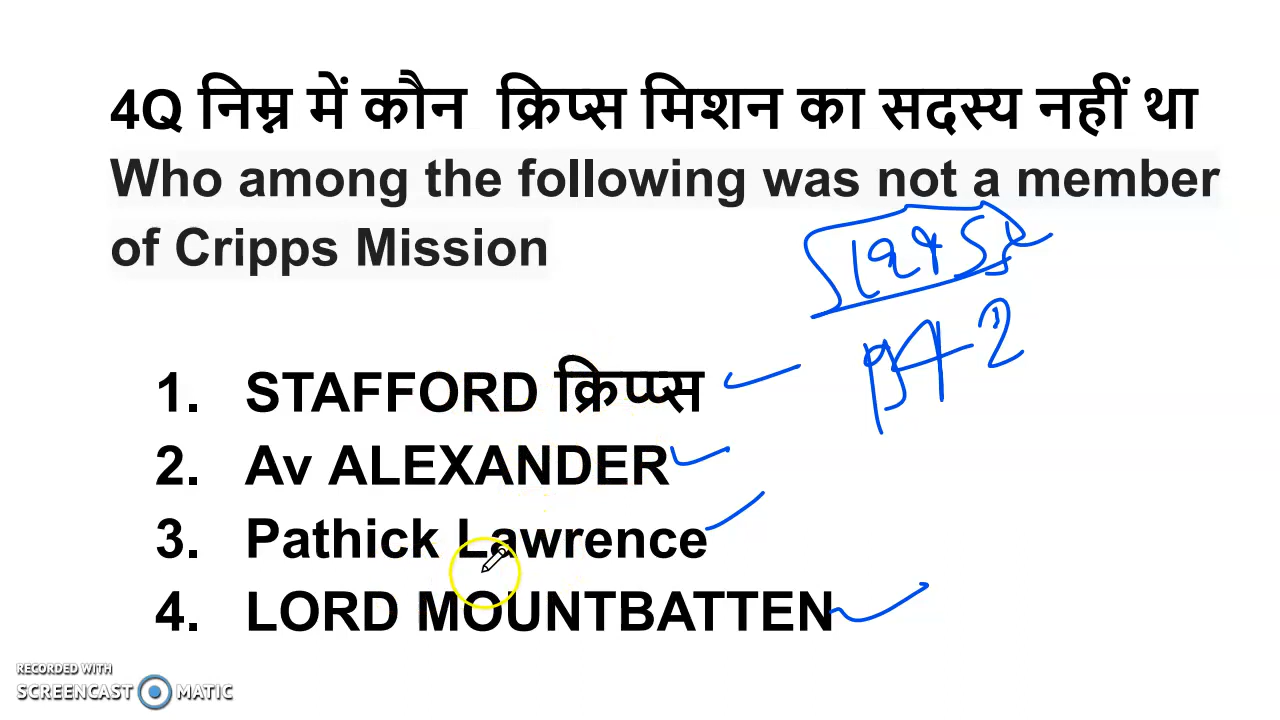 4Q निम्न में कौन क्रिप्स मिशन का सदस्य नहीं था
Who among the following was not a member
of Cripps Mission
1. STAFFORD क्रिप्प्स
2. Av ALEXANDER
3. Pathick Lawrence
4. LORD MOUNTBATTEN
RECORDED WITH
SCREENCAST MATIC